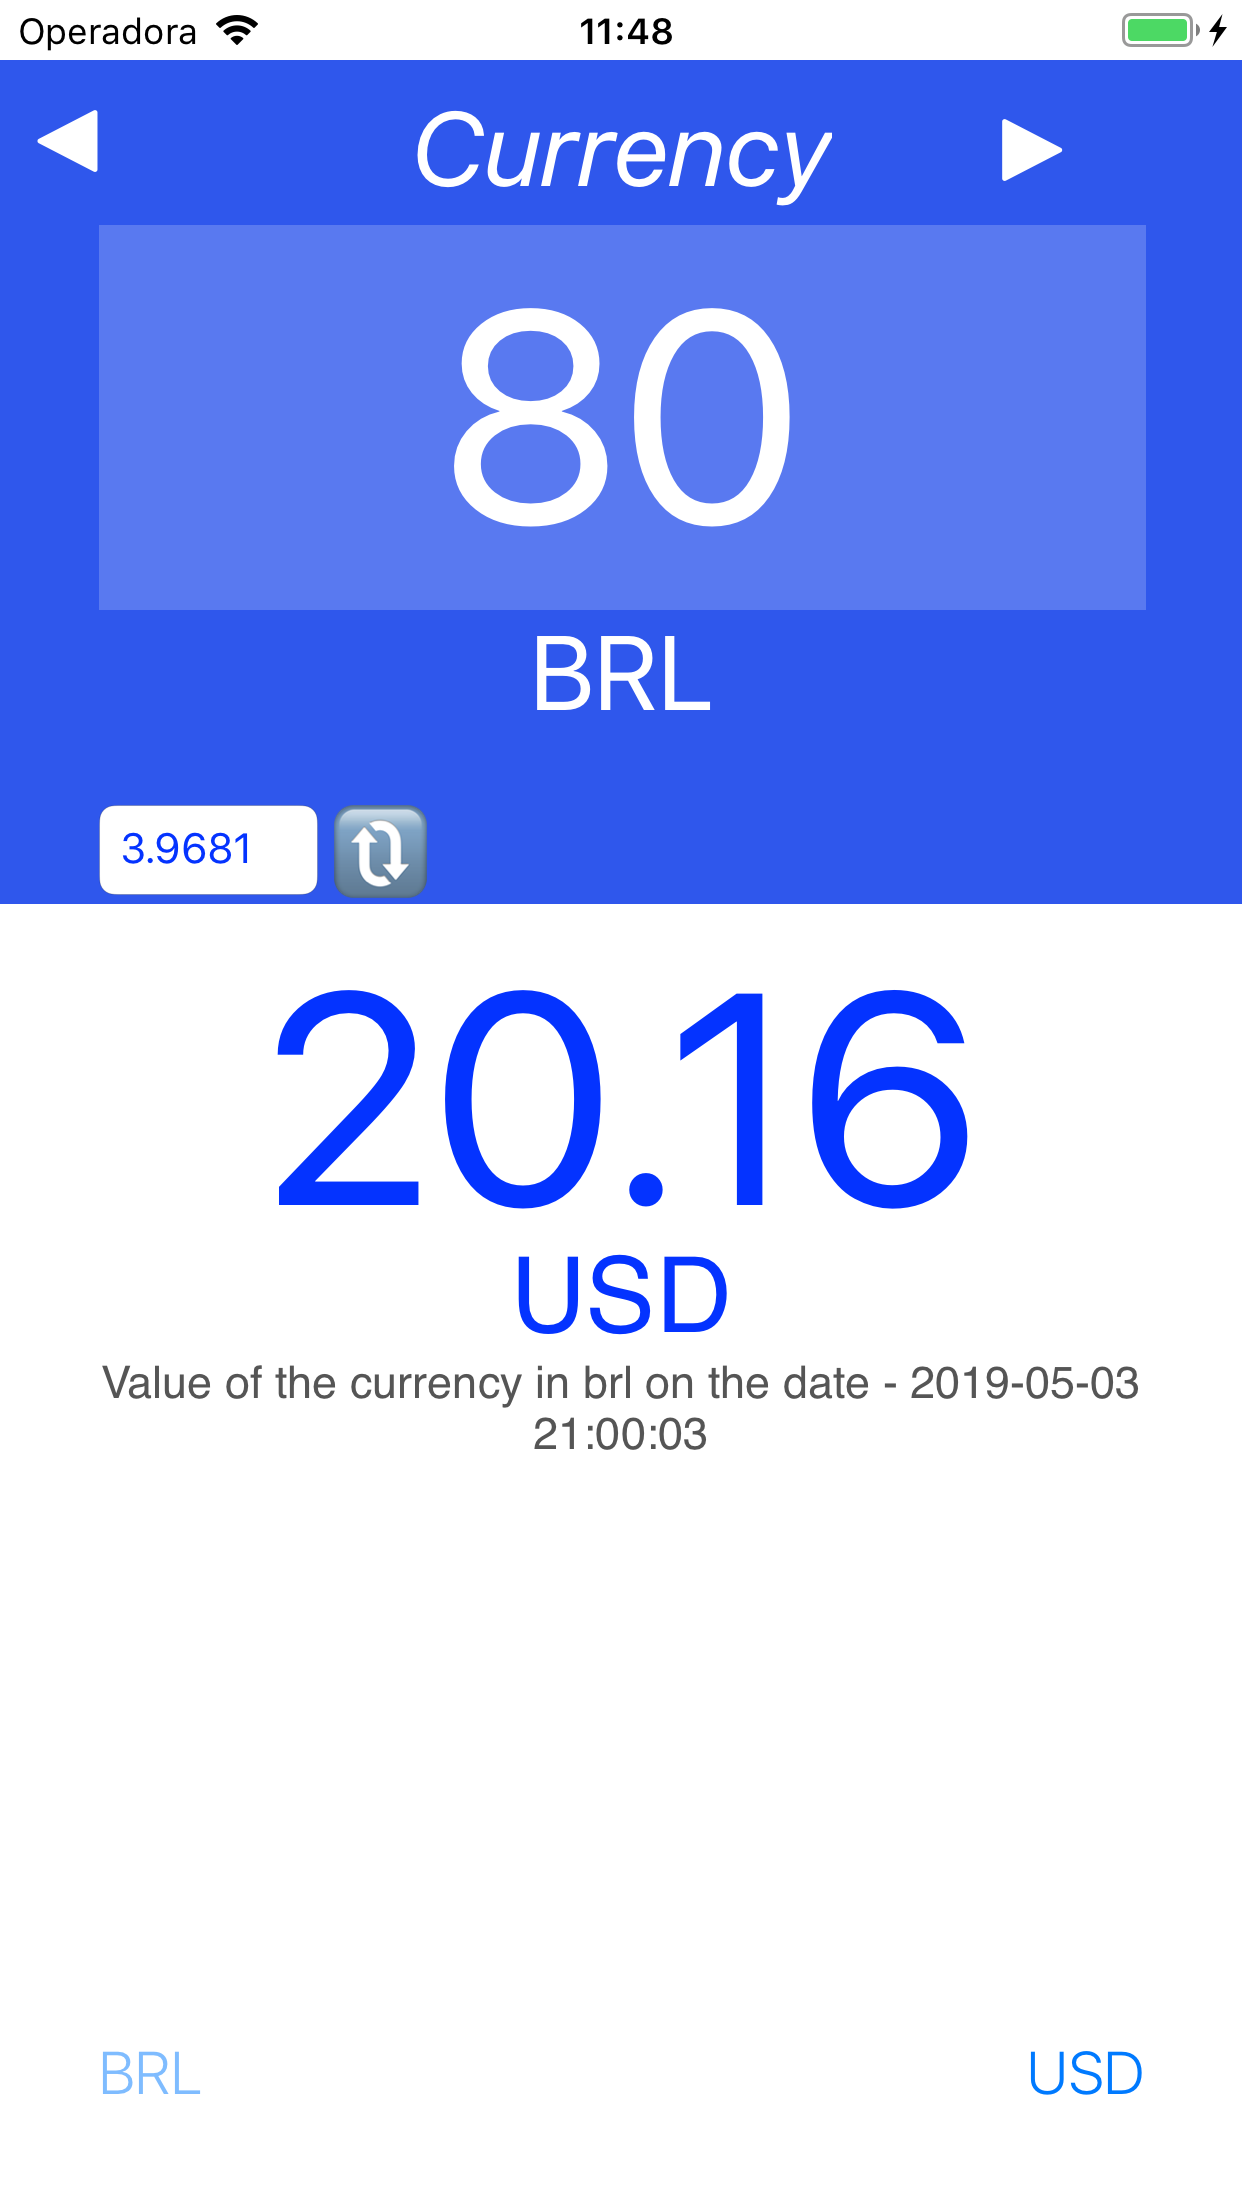 Operadora
11:48
Currency
80
BRL
3.9681
20.16
USD
Value of the currency in brl on the date - 2019-05-03
21:00:03
BRL
USD